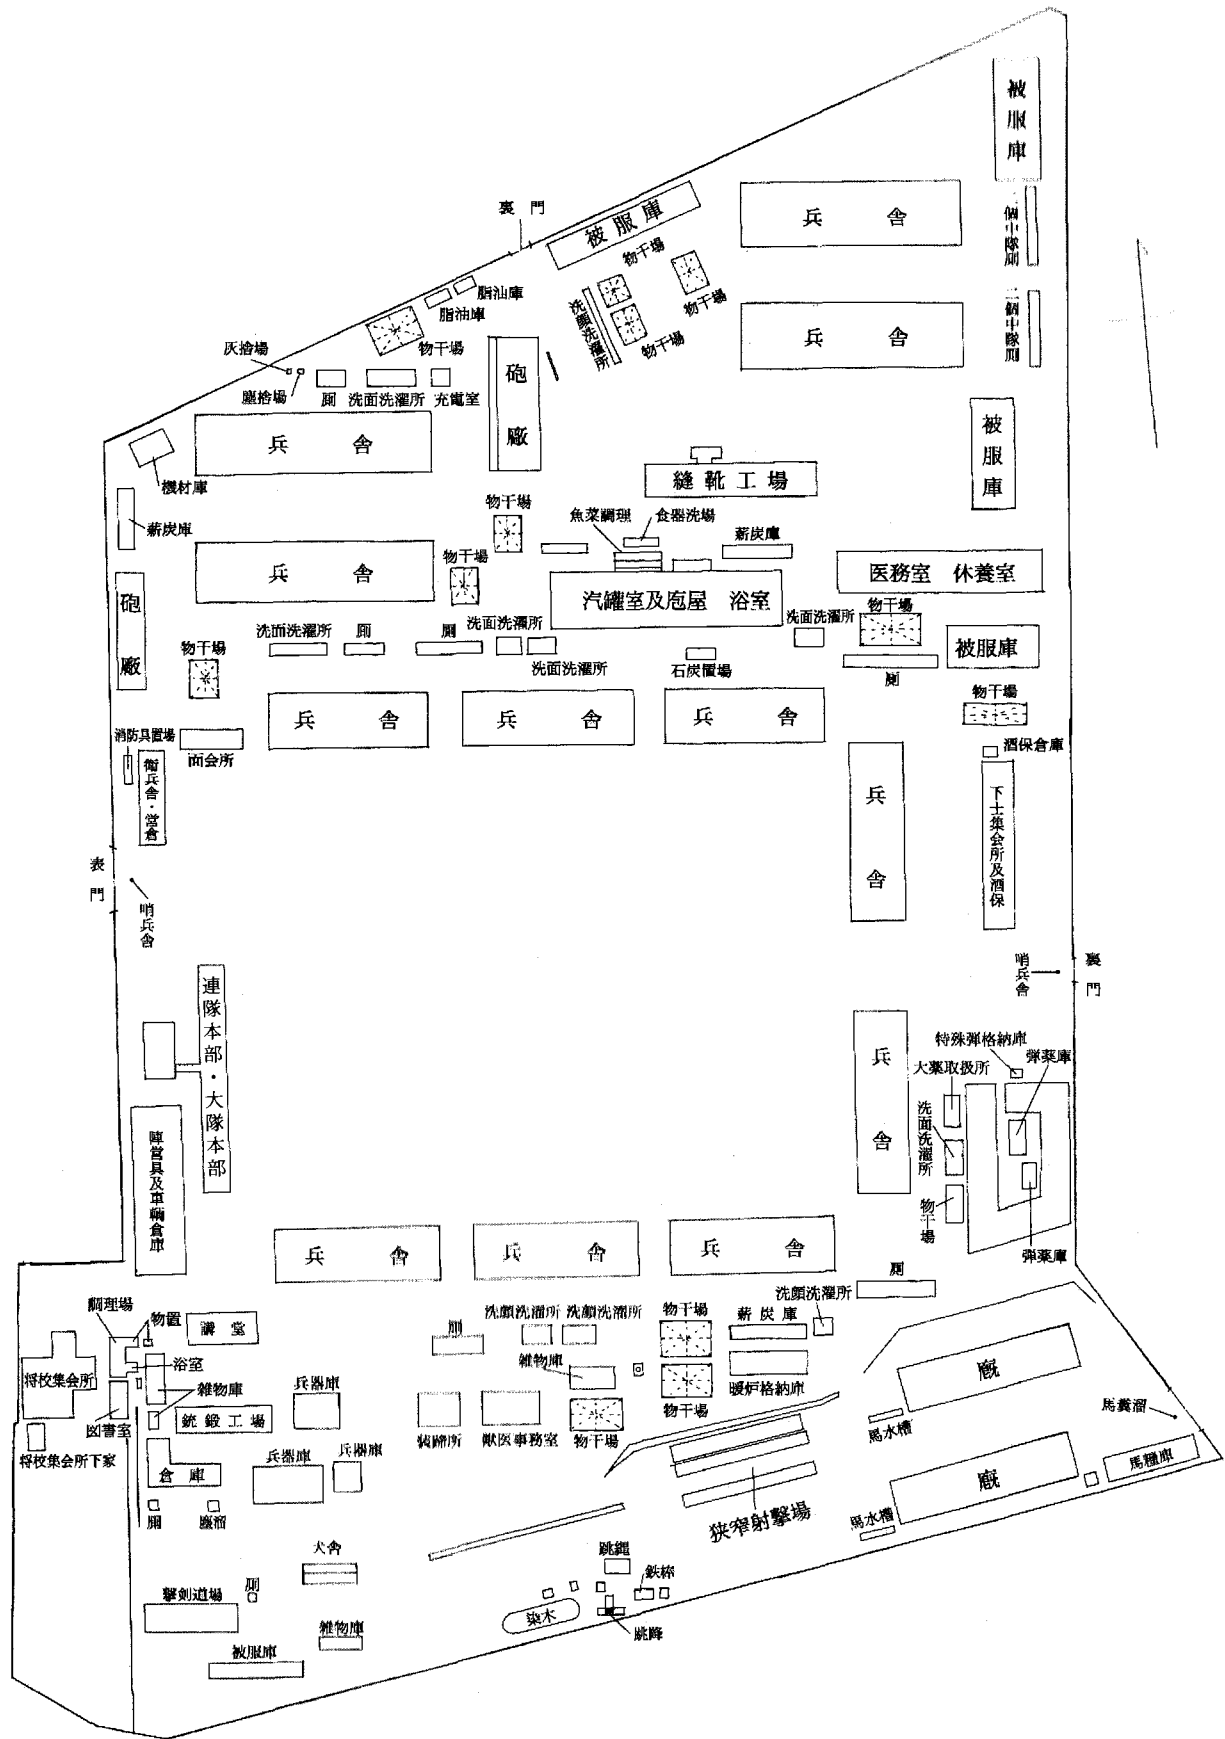 被服庫
裏門
被服庫
兵舎
二個中隊厠
物干場
脂油庫
脂油庫
物干場
洗顔洗濯所
物干場
物干場
兵舎
二個中隊厠
灰捨場
塵捨場
厠
洗面洗濯所
充電室
砲廠
兵舎
被服庫
機材庫
縫靴工場
薪炭庫
物干場
魚菜調理
食器洗場
薪炭庫
兵舎
物干場
医務室 休養室
砲廠
汽罐室及庖屋 浴室
洗面洗濯所
物干場
洗面洗濯所
厠
厠
洗面洗濯所
被服庫
物干場
洗面洗濯所
石炭置場
厠
物干場
兵舎
兵舎
兵舎
消防具置場
面会所
衛兵舎・営倉
酒保倉庫
兵舎
下士集会所及酒保
表門
哨兵舎
哨兵舎
裏門
連隊本部・大隊本部
兵舎
特殊弾格納庫
弾薬庫
火薬取扱所
洗面洗濯所
陣営具及車輛倉庫
物干場
弾薬庫
兵舎
兵舎
兵舎
厠
調理場
物置
講堂
厠
洗顔洗濯所
洗顔洗濯所
物干場
薪炭庫
洗顔洗濯所
将校集会所
浴室
雑物庫
雑物庫
暖炉格納庫
厩
兵器庫
図書室
銃鍛工場
装蹄所
獣医事務室
物干場
物干場
馬糞溜
馬水槽
将校集会所下家
倉庫
兵器庫
兵器庫
厩
馬糧庫
厠
塵溜
狭窄射撃場
馬水槽
犬舎
跳縄
鉄棒
撃剣道場
厠
梁木
跳降
雑物庫
被服庫